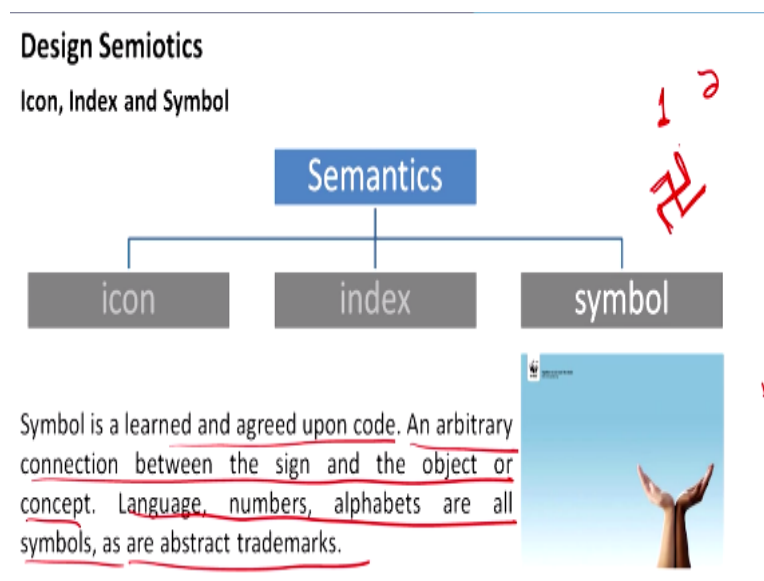 Design Semiotics
Icon, Index and Symbol
1 2
Semantics
icon index symbol
Symbol is a learned and agreed upon code. An arbitrary
connection between the sign and the object or
concept. Language, numbers, alphabets are all
symbols, as are abstract trademarks.